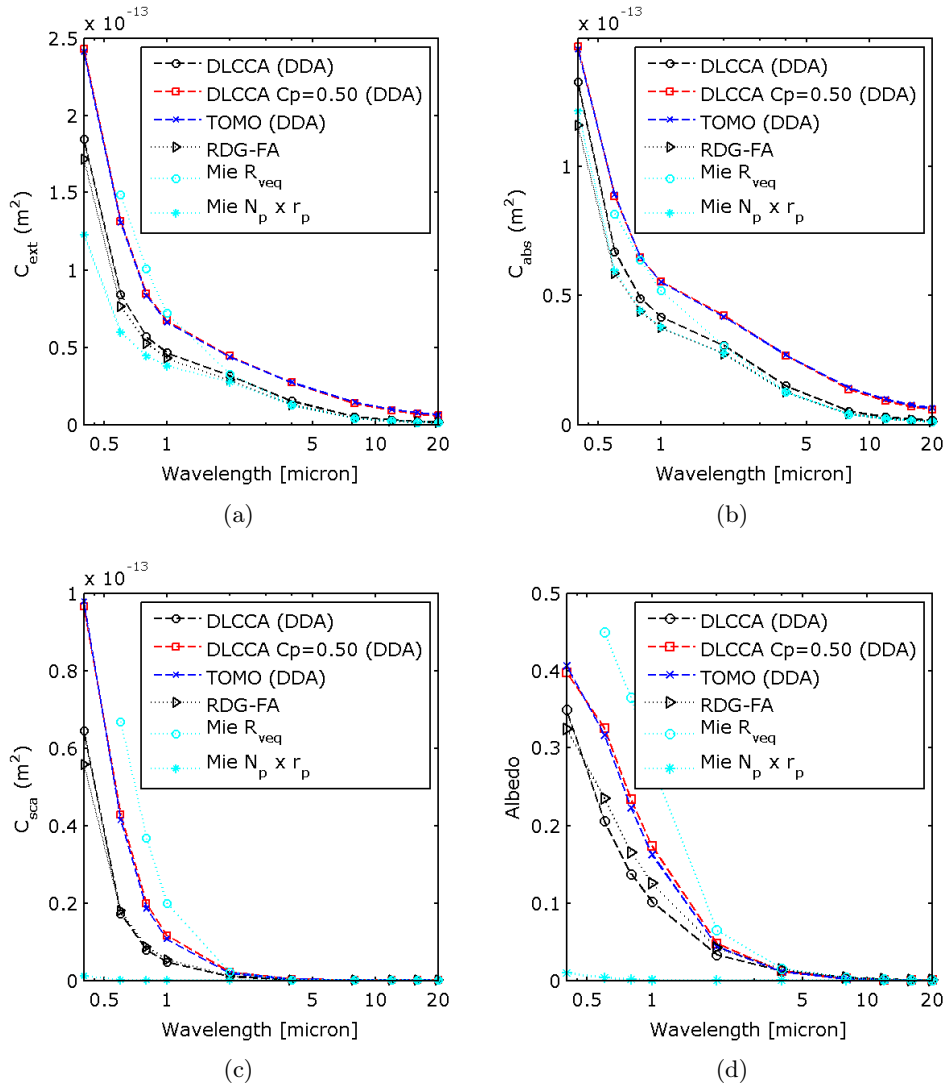 x 10⁻¹³
2.5
2
1.5
1
0.5
0
C_ext (m²)
DLCCA (DDA)
DLCCA Cp=0.50 (DDA)
TOMO (DDA)
RDG-FA
Mie R_veq
Mie N_p x r_p
0.5 1 5 10 20
Wavelength [micron]
(a)
x 10⁻¹³
1
0.5
0
C_abs (m²)
DLCCA (DDA)
DLCCA Cp=0.50 (DDA)
TOMO (DDA)
RDG-FA
Mie R_veq
Mie N_p x r_p
0.5 1 5 10 20
Wavelength [micron]
(b)
x 10⁻¹³
1
0.8
0.6
0.4
0.2
0
C_sca (m²)
DLCCA (DDA)
DLCCA Cp=0.50 (DDA)
TOMO (DDA)
RDG-FA
Mie R_veq
Mie N_p x r_p
0.5 1 5 10 20
Wavelength [micron]
(c)
0.5
0.4
0.3
0.2
0.1
0
Albedo
DLCCA (DDA)
DLCCA Cp=0.50 (DDA)
TOMO (DDA)
RDG-FA
Mie R_veq
Mie N_p x r_p
0.5 1 5 10 20
Wavelength [micron]
(d)